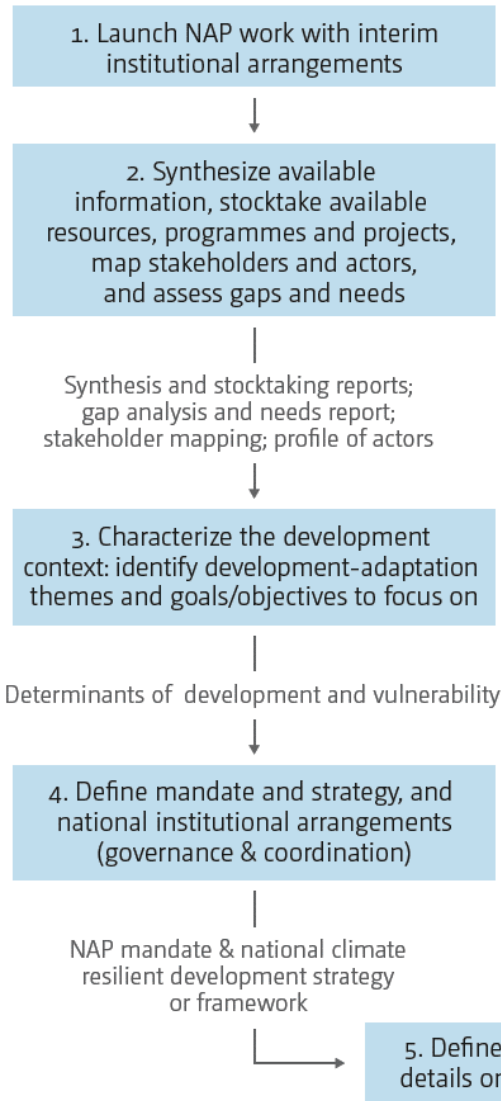 1. Launch NAP work with interim
institutional arrangements
2. Synthesize available
information, stocktake available
resources, programmes and projects,
map stakeholders and actors,
and assess gaps and needs
Synthesis and stocktaking reports;
gap analysis and needs report;
stakeholder mapping; profile of actors
3. Characterize the development
context: identify development-adaptation
themes and goals/objectives to focus on
Determinants of development and vulnerability
4. Define mandate and strategy, and
national institutional arrangements
(governance & coordination)
NAP mandate & national climate
resilient development strategy
or framework
5. Define
details or